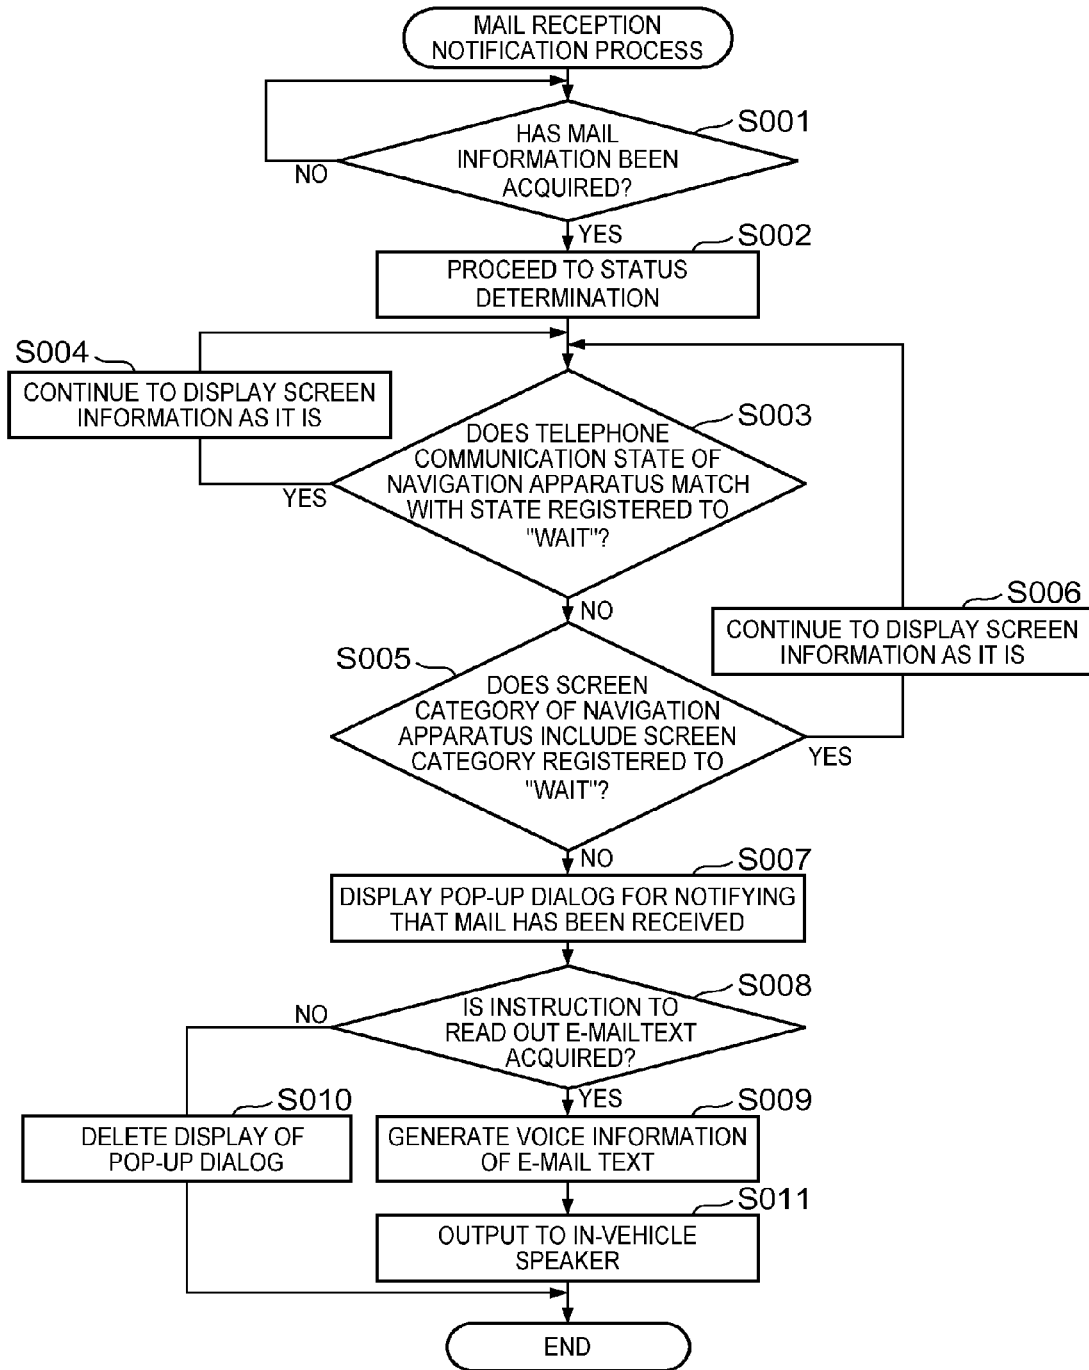 MAIL RECEPTION
NOTIFICATION PROCESS
S001
HAS MAIL
INFORMATION BEEN
ACQUIRED?
NO
YES
S002
PROCEED TO STATUS
DETERMINATION
S004
CONTINUE TO DISPLAY SCREEN
INFORMATION AS IT IS
S003
DOES TELEPHONE
COMMUNICATION STATE OF
NAVIGATION APPARATUS MATCH
WITH STATE REGISTERED TO
"WAIT"?
YES
NO
S006
CONTINUE TO DISPLAY SCREEN
INFORMATION AS IT IS
S005
DOES SCREEN
CATEGORY OF NAVIGATION
APPARATUS INCLUDE SCREEN
CATEGORY REGISTERED TO
"WAIT"?
YES
NO
S007
DISPLAY POP-UP DIALOG FOR NOTIFYING
THAT MAIL HAS BEEN RECEIVED
S008
IS INSTRUCTION TO
READ OUT E-MAILTEXT
ACQUIRED?
NO
YES
S010
DELETE DISPLAY OF
POP-UP DIALOG
S009
GENERATE VOICE INFORMATION
OF E-MAIL TEXT
S011
OUTPUT TO IN-VEHICLE
SPEAKER
END